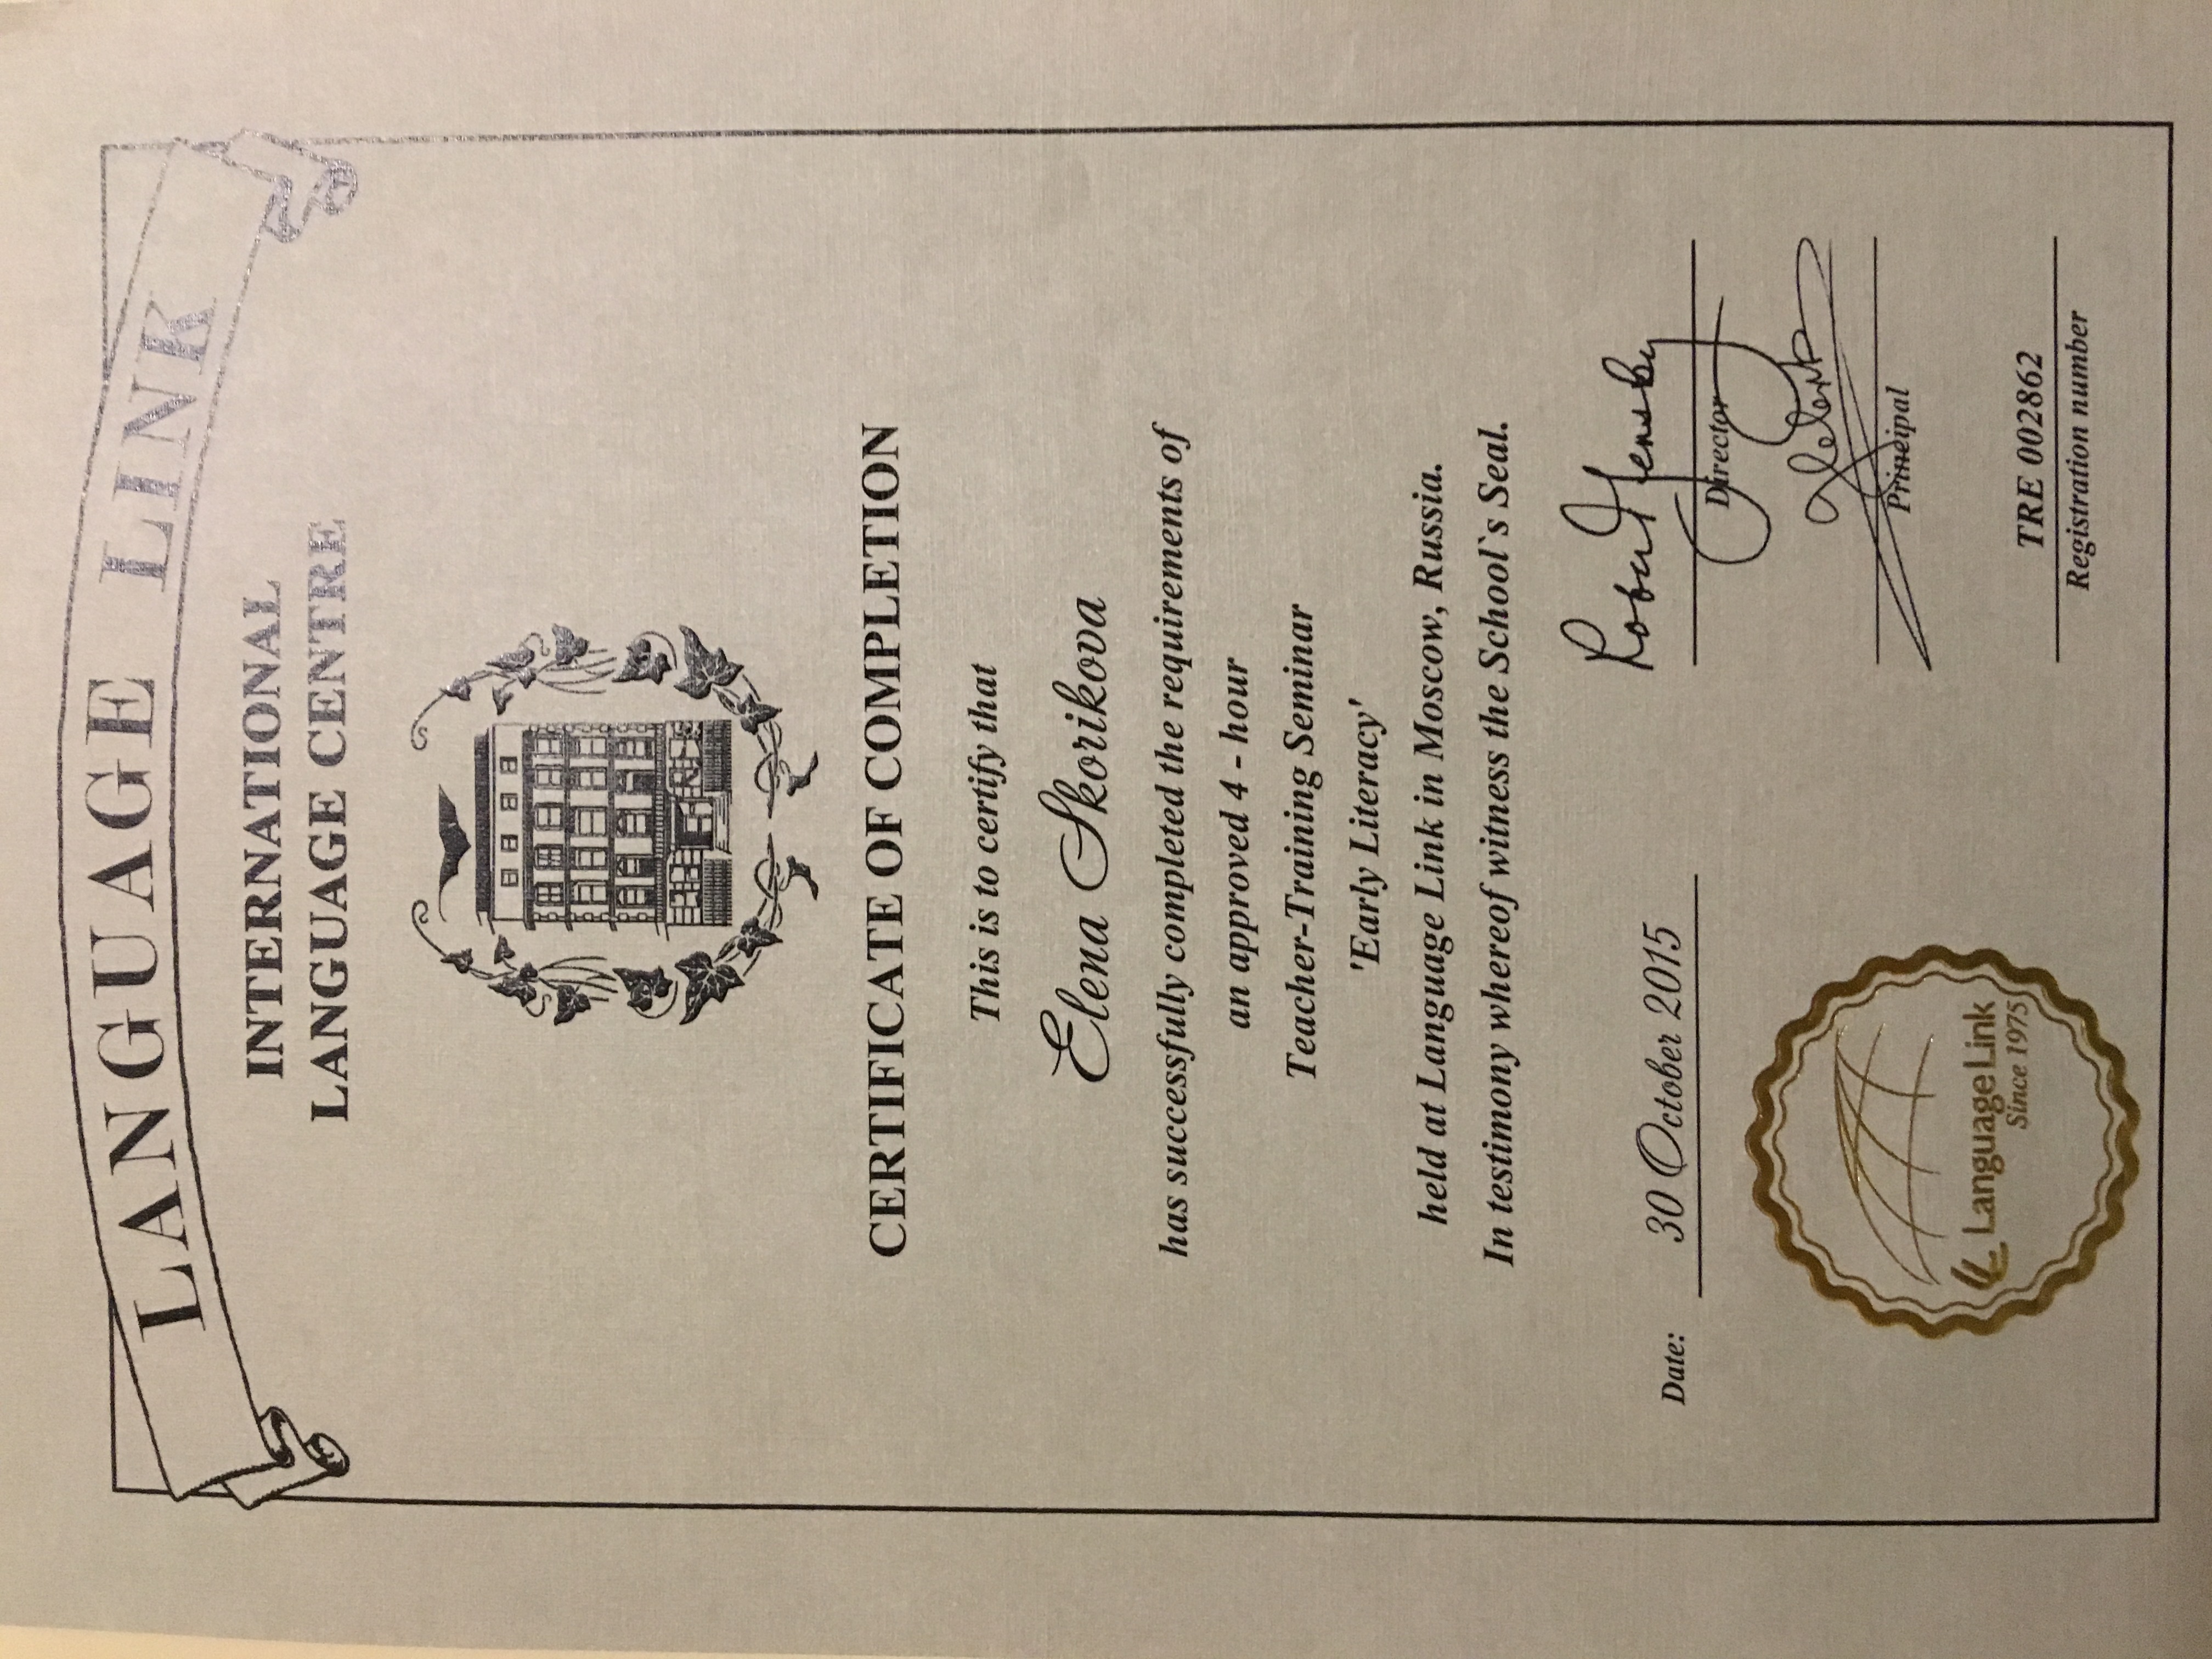 LANGUAGE LINK
INTERNATIONAL
LANGUAGE CENTRE
CERTIFICATE OF COMPLETION
This is to certify that
Elena Skorikova
has successfully completed the requirements of
an approved 4 - hour
Teacher-Training Seminar
'Early Literacy'
held at Language Link in Moscow, Russia.
In testimony whereof witness the School`s Seal.
Date: 30 October 2015
Robert
Director
Principal
TRE 002862
Registration number
LanguageLink
Since 1975